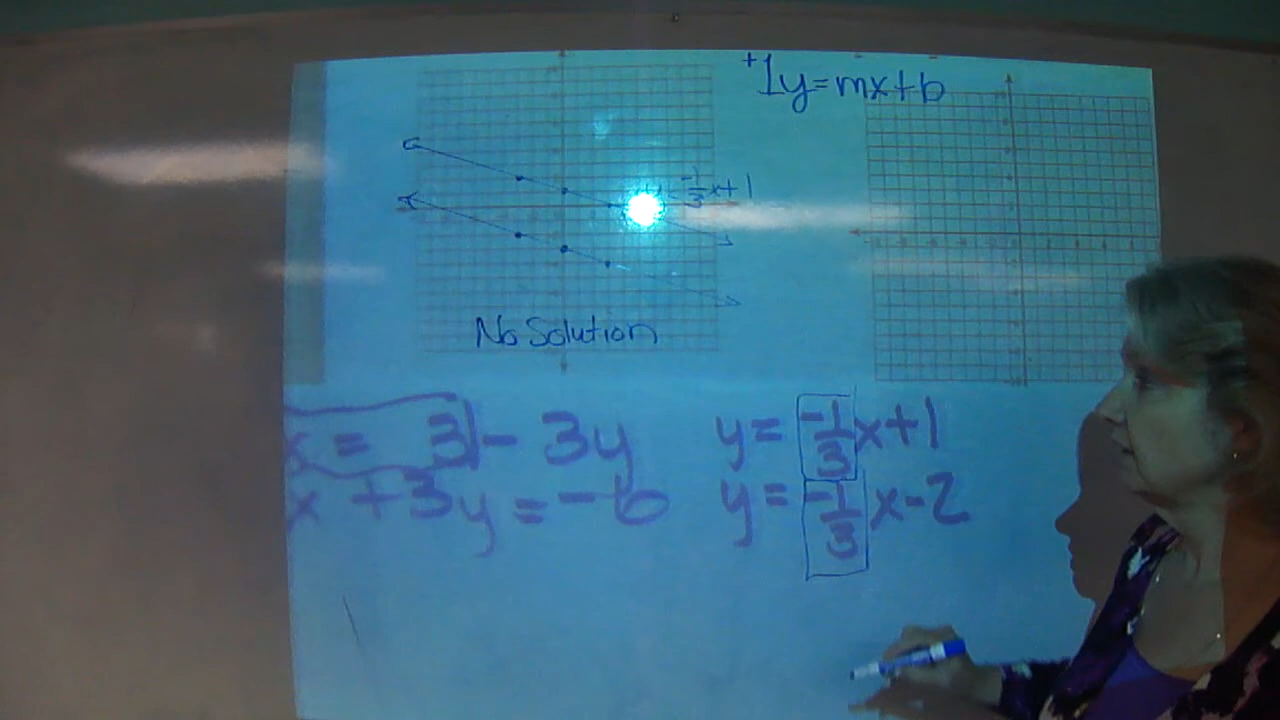 +1y=mx+b
-1/3x+1
No Solution
x = 3 - 3y
x +3y = -6
y = -1/3x+1
y = -1/3x-2